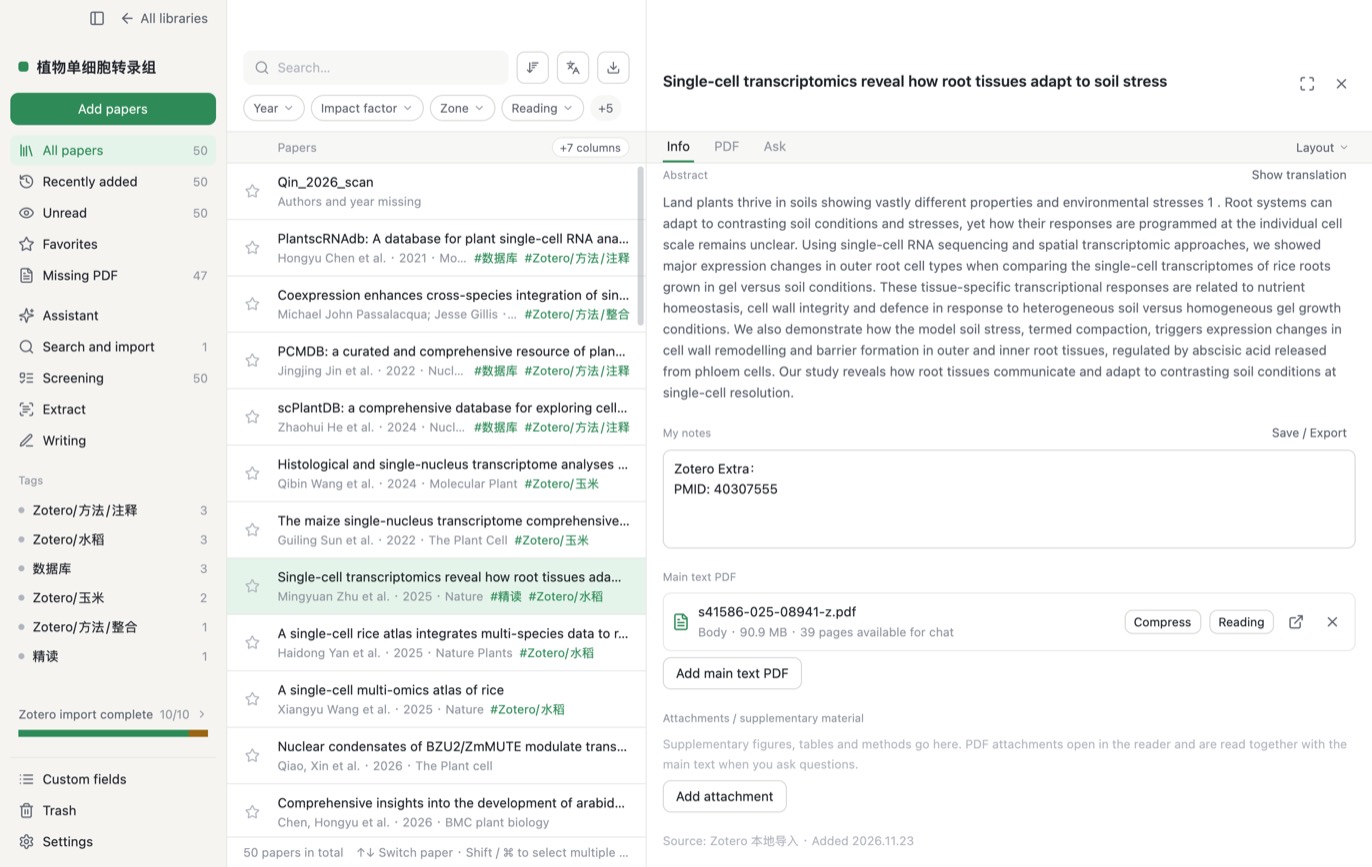 All libraries
植物单细胞转录组
Add papers
All papers 50
Recently added 50
Unread 50
Favorites
Missing PDF 47
Assistant
Search and import 1
Screening 50
Extract
Writing
Tags
Zotero/方法/注释 3
Zotero/水稻 3
数据库 3
Zotero/玉米 2
Zotero/方法/整合 1
精读 1
Zotero import complete 10/10
Custom fields
Trash
Settings
Search...
Year Impact factor Zone Reading +5
Papers +7 columns
Qin_2026_scan
Authors and year missing
PlantscRNAdb: A database for plant single-cell RNA ana...
Hongyu Chen et al. · 2021 · Mo... #数据库 #Zotero/方法/注释
Coexpression enhances cross-species integration of sin...
Michael John Passalacqua; Jesse Gillis ·... #Zotero/方法/整合
PCMDB: a curated and comprehensive resource of plan...
Jingjing Jin et al. · 2022 · Nucl... #数据库 #Zotero/方法/注释
scPlantDB: a comprehensive database for exploring cell...
Zhaohui He et al. · 2024 · Nucl... #数据库 #Zotero/方法/注释
Histological and single-nucleus transcriptome analyses ...
Qibin Wang et al. · 2024 · Molecular Plant #Zotero/玉米
The maize single-nucleus transcriptome comprehensive...
Guiling Sun et al. · 2022 · The Plant Cell #Zotero/玉米
Single-cell transcriptomics reveal how root tissues ada...
Mingyuan Zhu et al. · 2025 · Nature #精读 #Zotero/水稻
A single-cell rice atlas integrates multi-species data to r...
Haidong Yan et al. · 2025 · Nature Plants #Zotero/水稻
A single-cell multi-omics atlas of rice
Xiangyu Wang et al. · 2025 · Nature #Zotero/水稻
Nuclear condensates of BZU2/ZmMUTE modulate trans...
Qiao, Xin et al. · 2026 · The Plant cell
Comprehensive insights into the development of arabid...
Chen, Hongyu et al. · 2026 · BMC plant biology
50 papers in total ↑↓ Switch paper · Shift / ⌘ to select multiple ...
Single-cell transcriptomics reveal how root tissues adapt to soil stress
Info PDF Ask Layout
Abstract Show translation
Land plants thrive in soils showing vastly different properties and environmental stresses 1 . Root systems can
adapt to contrasting soil conditions and stresses, yet how their responses are programmed at the individual cell
scale remains unclear. Using single-cell RNA sequencing and spatial transcriptomic approaches, we showed
major expression changes in outer root cell types when comparing the single-cell transcriptomes of rice roots
grown in gel versus soil conditions. These tissue-specific transcriptional responses are related to nutrient
homeostasis, cell wall integrity and defence in response to heterogeneous soil versus homogeneous gel growth
conditions. We also demonstrate how the model soil stress, termed compaction, triggers expression changes in
cell wall remodelling and barrier formation in outer and inner root tissues, regulated by abscisic acid released
from phloem cells. Our study reveals how root tissues communicate and adapt to contrasting soil conditions at
single-cell resolution.
My notes Save / Export
Zotero Extra:
PMID: 40307555
Main text PDF
s41586-025-08941-z.pdf
Body · 90.9 MB · 39 pages available for chat
Compress Reading
Add main text PDF
Attachments / supplementary material
Supplementary figures, tables and methods go here. PDF attachments open in the reader and are read together with the
main text when you ask questions.
Add attachment
Source: Zotero 本地导入 · Added 2026.11.23